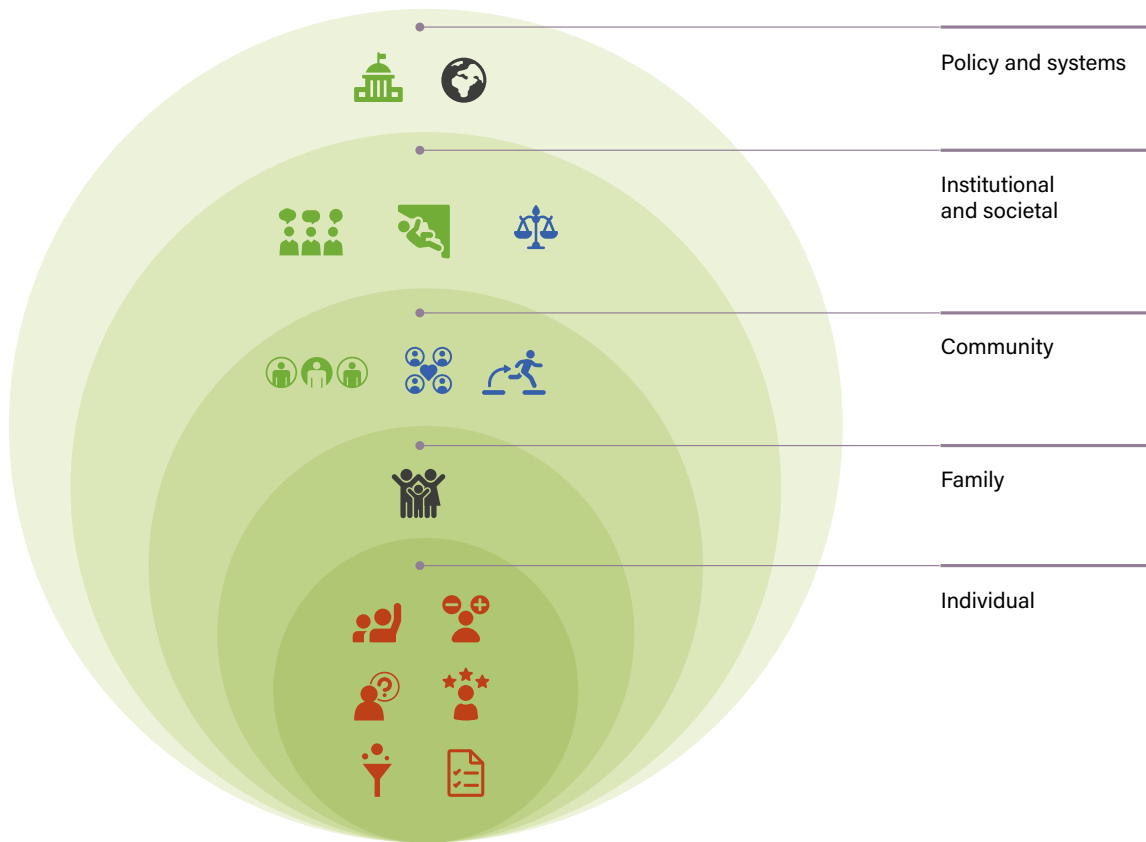 Policy and systems
Institutional
and societal
Community
Family
Individual